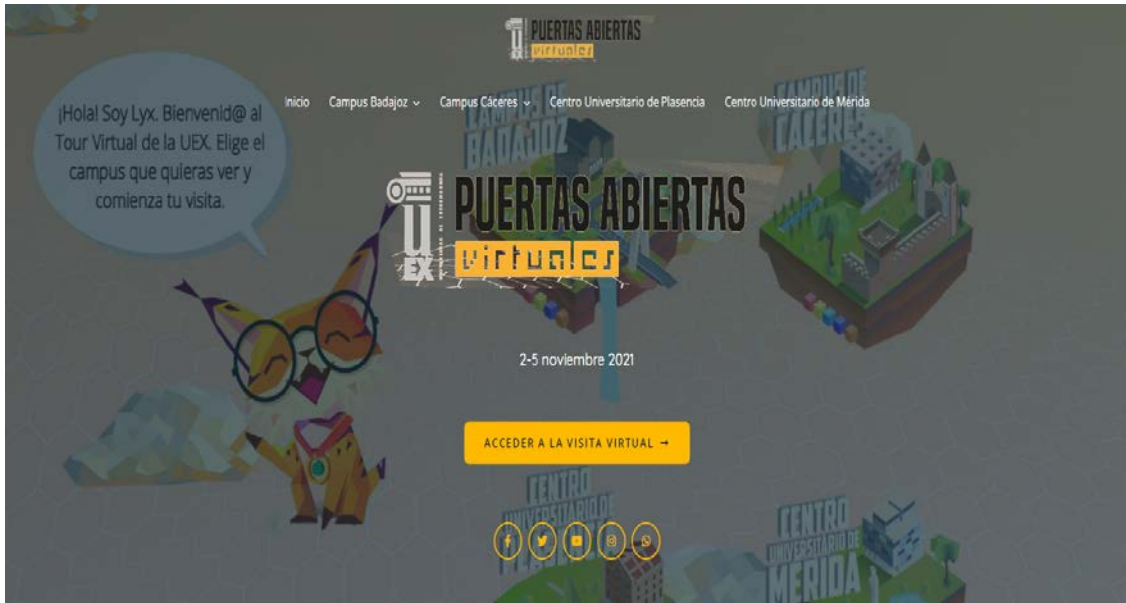 PUERTAS ABIERTAS
virtuales
UEX
Inicio
Campus Badajoz
Campus Cáceres
Centro Universitario de Plasencia
Centro Universitario de Mérida
¡Hola! Soy Lyx. Bienvenid@ al
Tour Virtual de la UEX. Elige el
campus que quieras ver y
comienza tu visita.
CAMPUS DE
BADAJOZ
CAMPUS DE
CÁCERES
PUERTAS ABIERTAS
virtuales
UEX
2-5 noviembre 2021
ACCEDER A LA VISITA VIRTUAL →
CENTRO
UNIVERSITARIO DE
PLASENCIA
CENTRO
UNIVERSITARIO DE
MÉRIDA